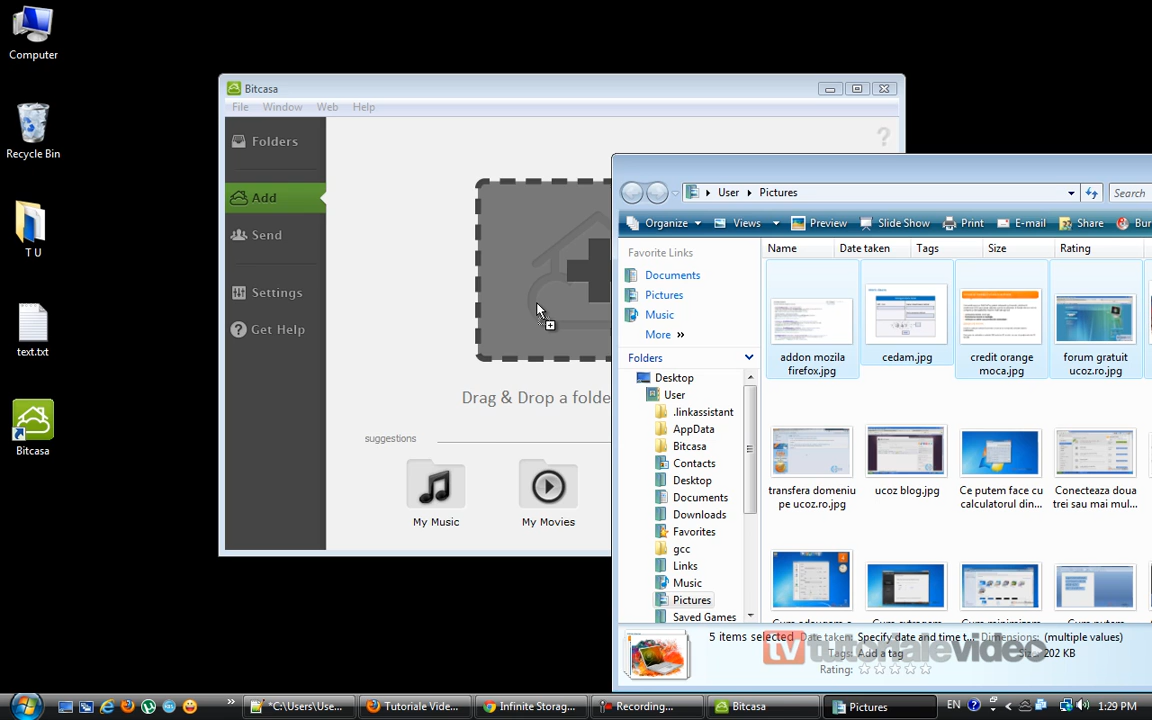 Computer
Recycle Bin
T U
text.txt
Bitcasa
Bitcasa
File Window Web Help
Folders
Add
Send
Settings
Get Help
?
Drag & Drop a folde
suggestions
My Music
My Movies
User Pictures
Search
Organize Views Preview Slide Show Print E-mail Share Bur
Favorite Links
Documents
Pictures
Music
More »
Folders
Desktop
User
.linkassistant
AppData
Bitcasa
Contacts
Desktop
Documents
Downloads
Favorites
gcc
Links
Music
Pictures
Saved Games
Name Date taken Tags Size Rating
addon mozila firefox.jpg
cedam.jpg
credit orange moca.jpg
forum gratuit ucoz.ro.jpg
transfera domeniu pe ucoz.ro.jpg
ucoz blog.jpg
Ce putem face cu calculatorul din...
Conecteaza doua trei sau mai mul...
5 items selected Date taken: Specify date and time t... Dimensions: (multiple values)
Tags: Add a tag Size: 202 KB
Rating:
tv tutorialevideo
*C:\Users\Use... Tutoriale Video... Infinite Storag... Recording... Bitcasa Pictures EN 1:29 PM